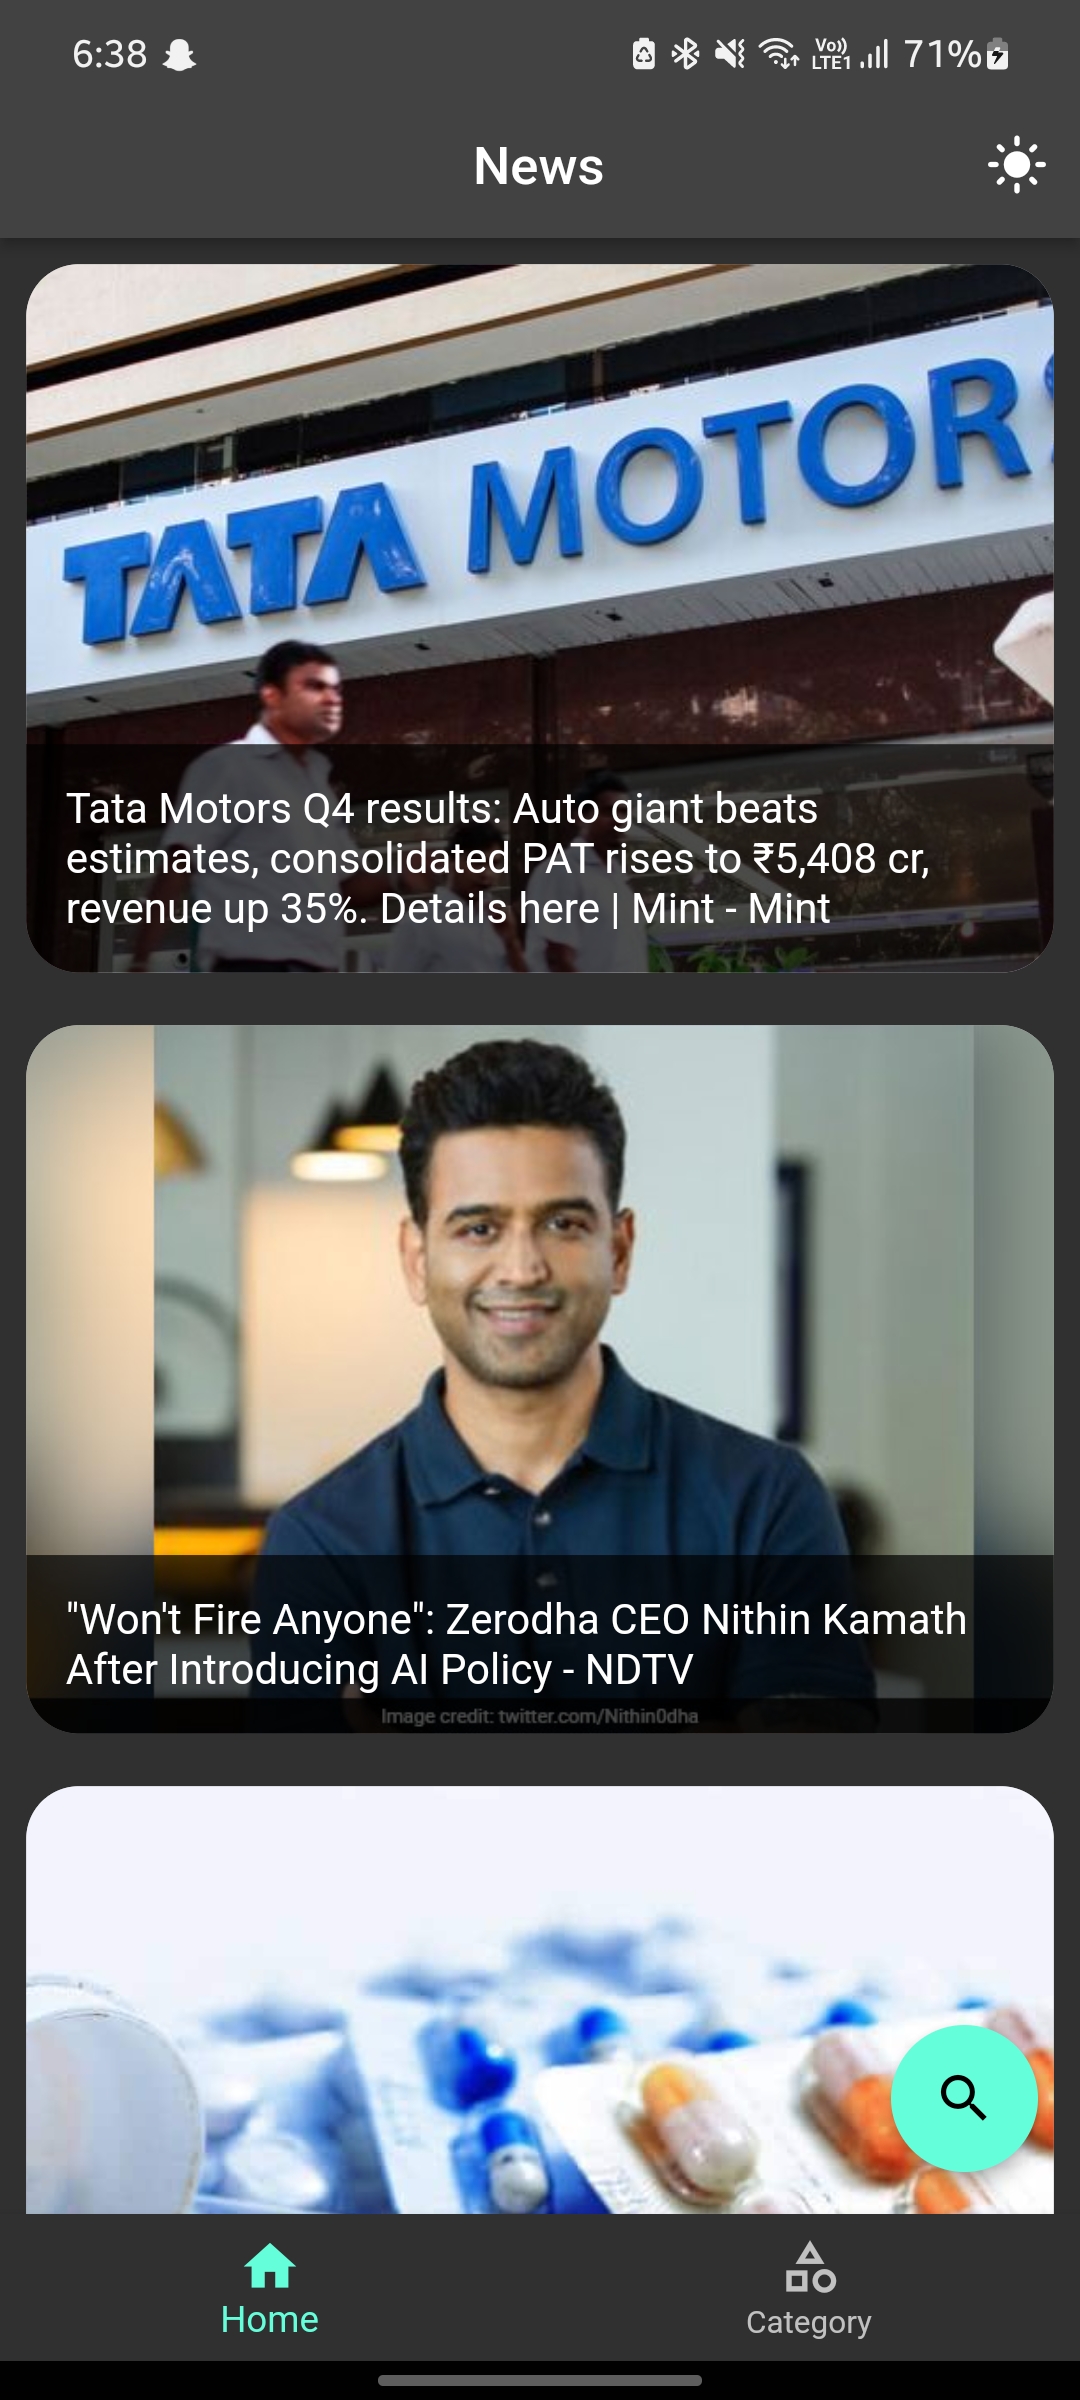 6:38
Vo))
LTE1
71%
News
TATA MOTORS
Tata Motors Q4 results: Auto giant beats
estimates, consolidated PAT rises to ₹5,408 cr,
revenue up 35%. Details here | Mint - Mint
"Won't Fire Anyone": Zerodha CEO Nithin Kamath
After Introducing AI Policy - NDTV
Image credit: twitter.com/Nithin0dha
Home
Category